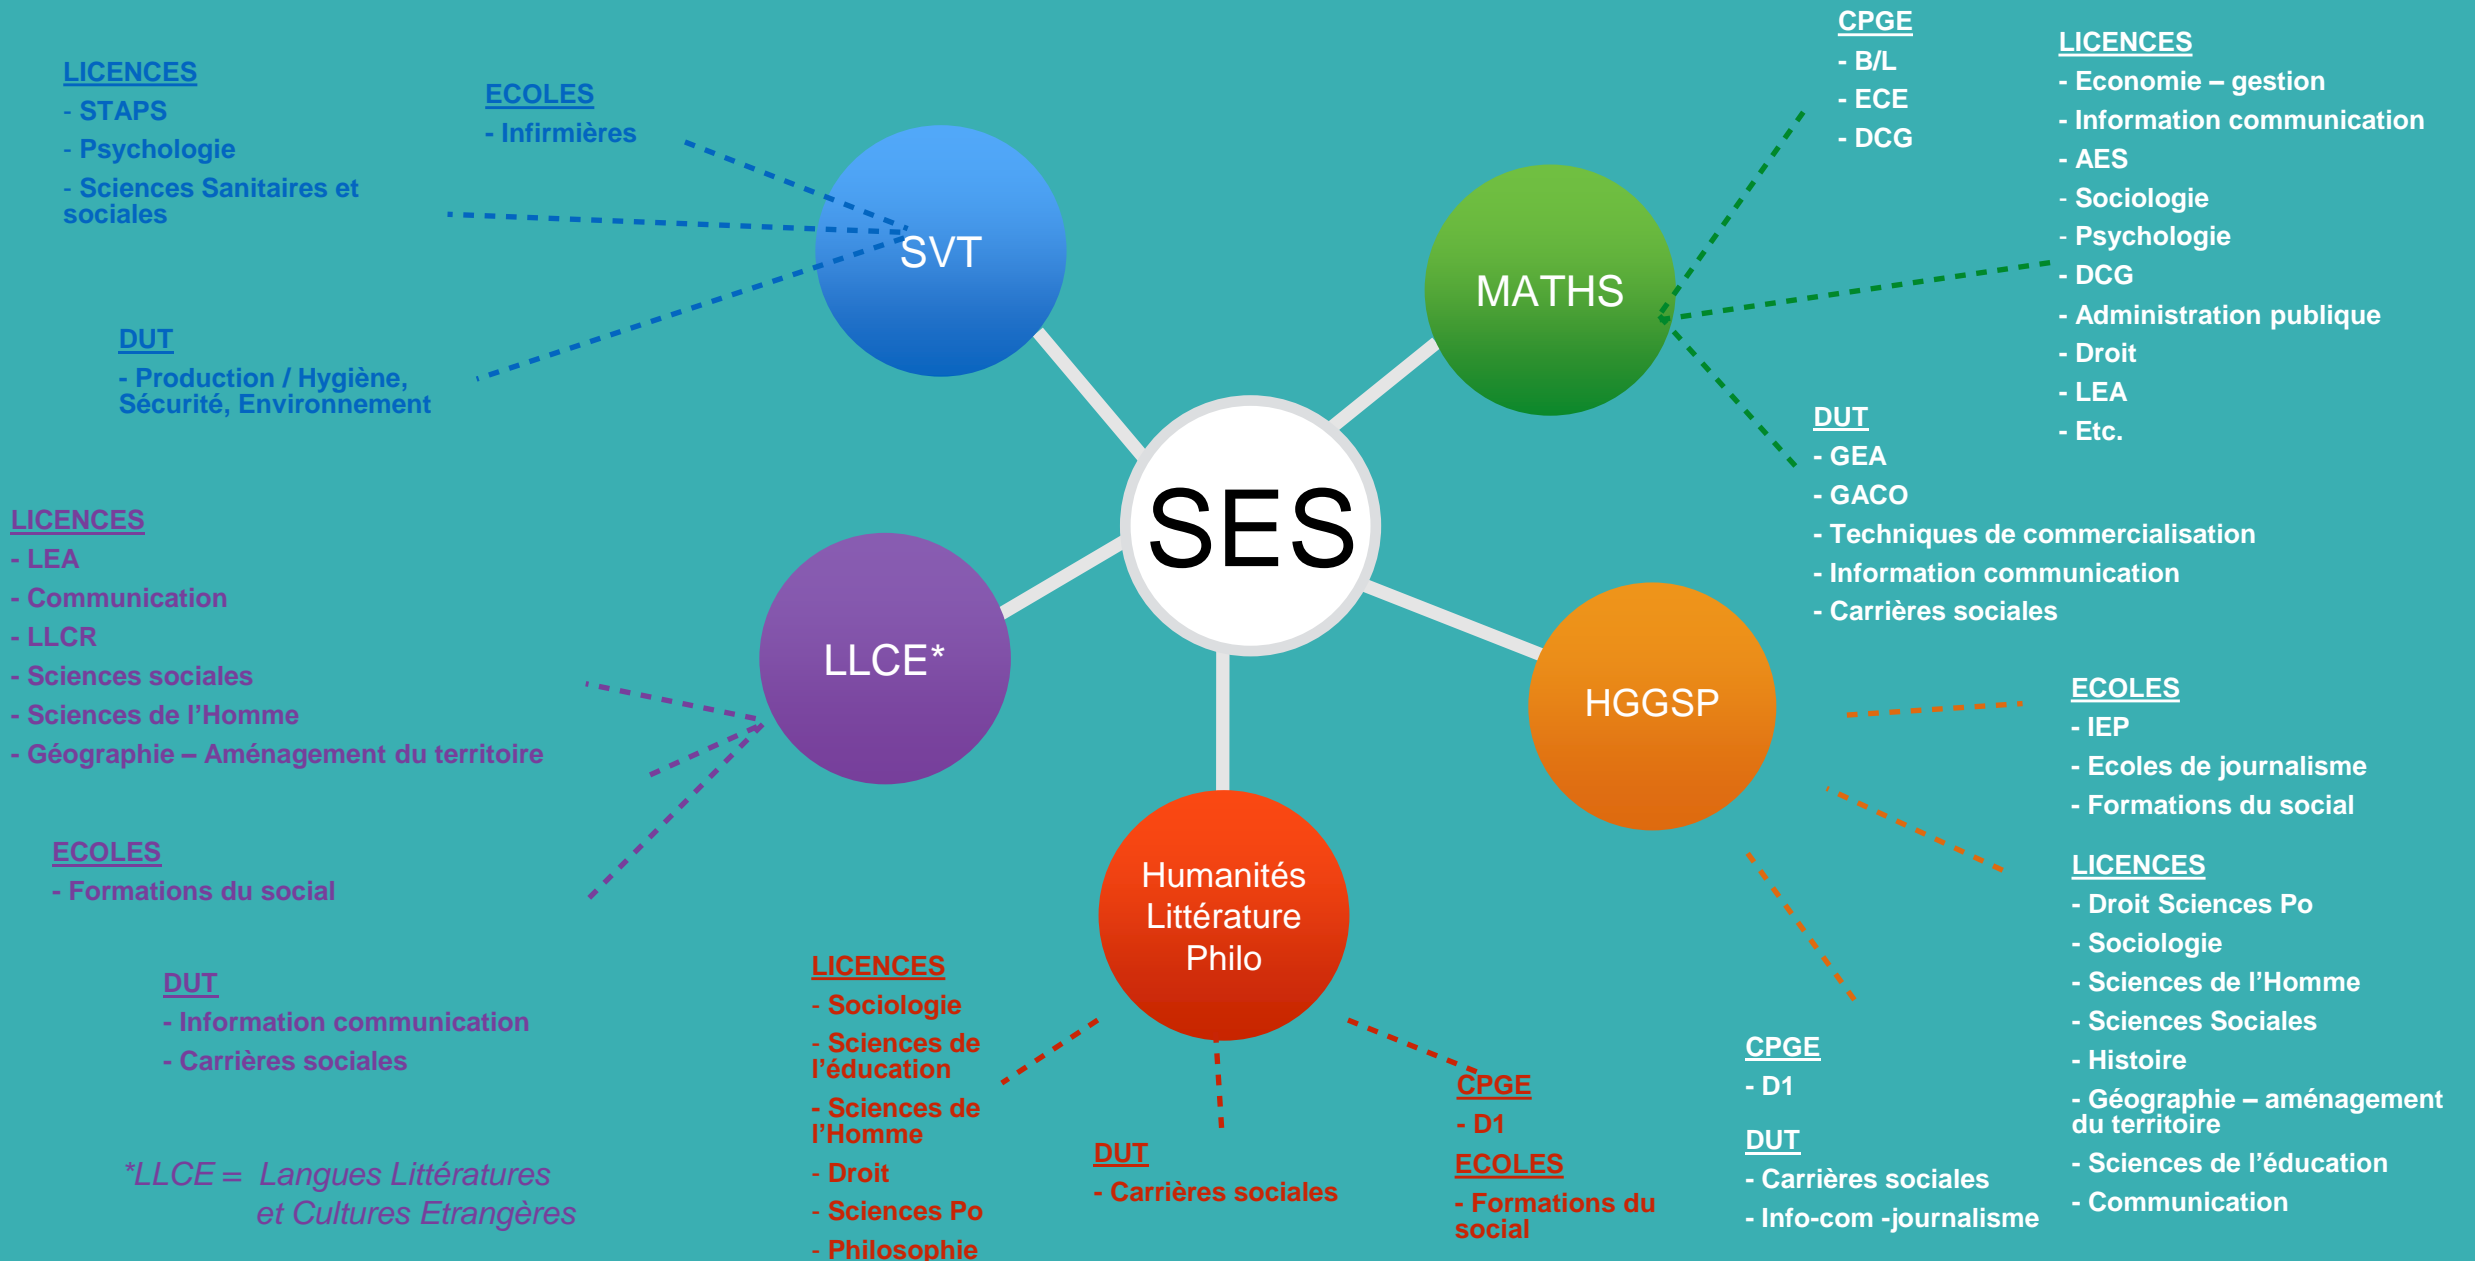 LICENCES
- STAPS
- Psychologie
- Sciences Sanitaires et
sociales
ECOLES
- Infirmières
DUT
- Production / Hygiène,
Sécurité, Environnement
SVT
MATHS
CPGE
- B/L
- ECE
- DCG
LICENCES
- Economie – gestion
- Information communication
- AES
- Sociologie
- Psychologie
- DCG
- Administration publique
- Droit
- LEA
- Etc.
DUT
- GEA
- GACO
- Techniques de commercialisation
- Information communication
- Carrières sociales
SES
LICENCES
- LEA
- Communication
- LLCR
- Sciences sociales
- Sciences de l’Homme
- Géographie – Aménagement du territoire
LLCE*
ECOLES
- Formations du social
DUT
- Information communication
- Carrières sociales
*LLCE = Langues Littératures
et Cultures Etrangères
HGGSP
ECOLES
- IEP
- Ecoles de journalisme
- Formations du social
LICENCES
- Droit Sciences Po
- Sociologie
- Sciences de l’Homme
- Sciences Sociales
- Histoire
- Géographie – aménagement
du territoire
- Sciences de l’éducation
- Communication
CPGE
- D1
DUT
- Carrières sociales
- Info-com -journalisme
Humanités
Littérature
Philo
LICENCES
- Sociologie
- Sciences de
l’éducation
- Sciences de
l’Homme
- Droit
- Sciences Po
- Philosophie
DUT
- Carrières sociales
CPGE
- D1
ECOLES
- Formations du
social